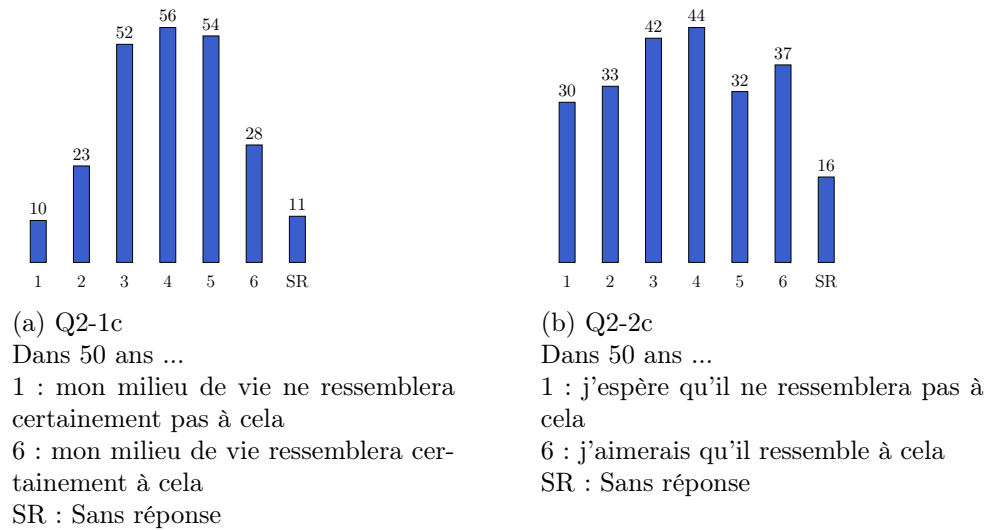 10
23
52
56
54
28
11
1 2 3 4 5 6 SR
(a) Q2-1c
Dans 50 ans ...
1 : mon milieu de vie ne ressemblera
certainement pas à cela
6 : mon milieu de vie ressemblera cer-
tainement à cela
SR : Sans réponse
30
33
42
44
32
37
16
1 2 3 4 5 6 SR
(b) Q2-2c
Dans 50 ans ...
1 : j'espère qu'il ne ressemblera pas à
cela
6 : j'aimerais qu'il ressemble à cela
SR : Sans réponse